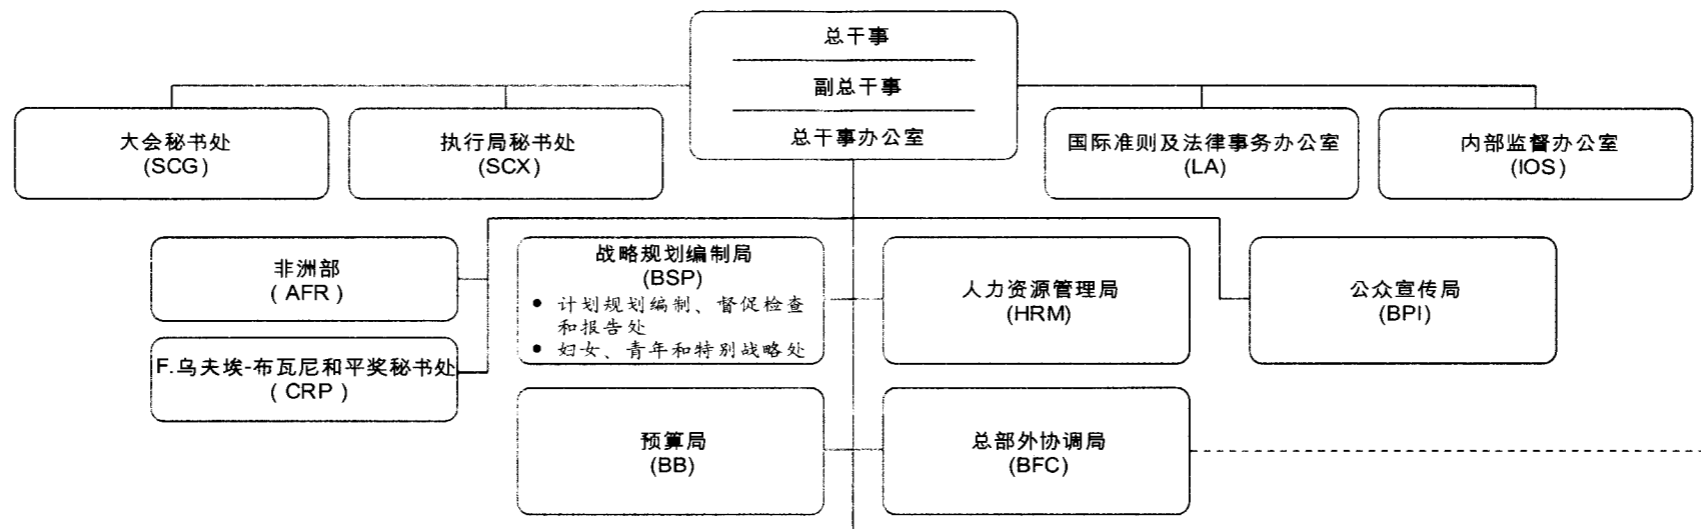 总干事
副总干事
总干事办公室
大会秘书处
(SCG)
执行局秘书处
(SCX)
国际准则及法律事务办公室
(LA)
内部监督办公室
(IOS)
非洲部
( AFR )
F.乌夫埃-布瓦尼和平奖秘书处
( CRP )
战略规划编制局
(BSP)
• 计划规划编制、督促检查
和报告处
• 妇女、青年和特别战略处
人力资源管理局
(HRM)
公众宣传局
(BPI)
预算局
(BB)
总部外协调局
(BFC)